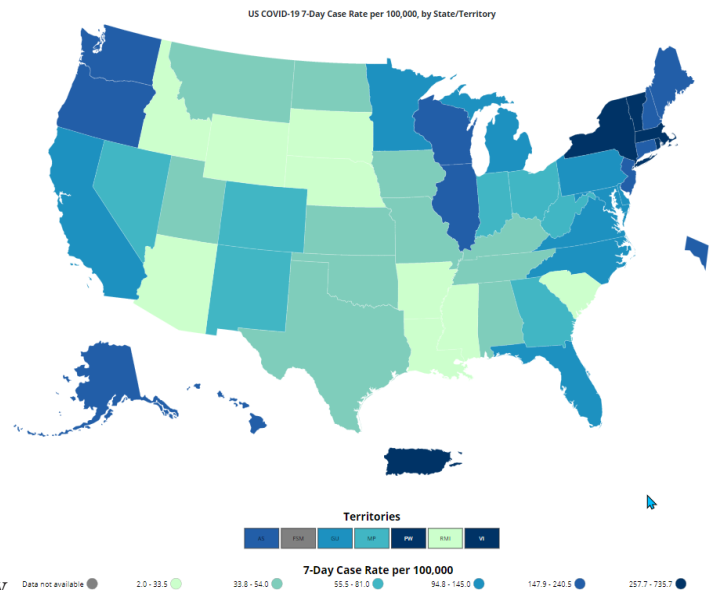 US COVID-19 7-Day Case Rate per 100,000, by State/Territory
Territories
AS FSM GU MP PW RMI VI
7-Day Case Rate per 100,000
Data not available 2.0 - 33.5 33.8 - 54.0 55.5 - 81.0 94.8 - 145.0 147.9 - 240.5 257.7 - 735.7